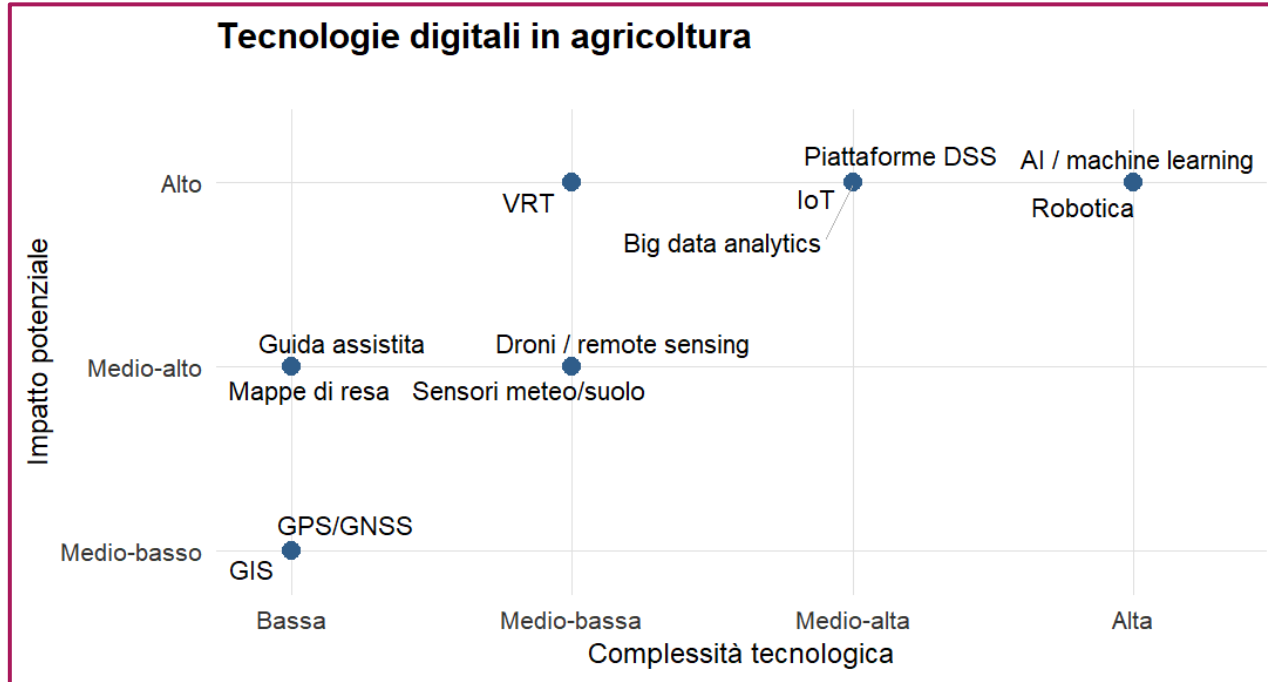 Tecnologie digitali in agricoltura
Impatto potenziale
Alto
Medio-alto
Medio-basso
Piattaforme DSS
AI / machine learning
VRT
IoT
Robotica
Big data analytics
Guida assistita
Droni / remote sensing
Mappe di resa
Sensori meteo/suolo
GPS/GNSS
GIS
Bassa
Medio-bassa
Medio-alta
Alta
Complessità tecnologica